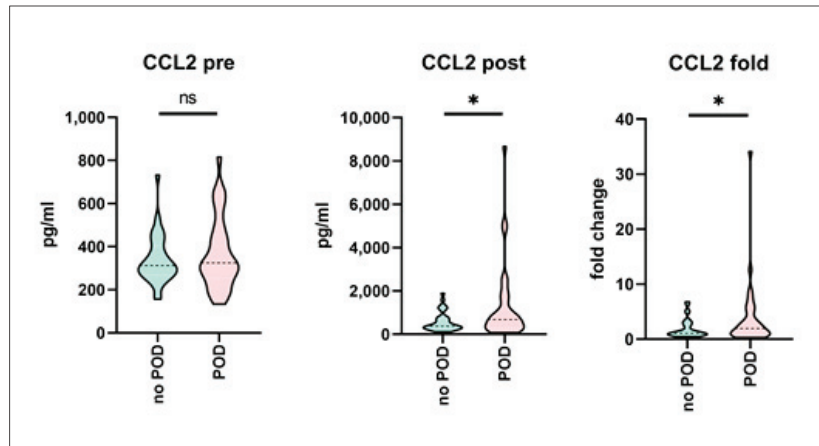 CCL2 pre
ns
1,000
800
600
400
200
0
pg/ml
no POD
POD
CCL2 post
*
10,000
8,000
6,000
4,000
2,000
0
pg/ml
no POD
POD
CCL2 fold
*
40
30
20
10
0
fold change
no POD
POD